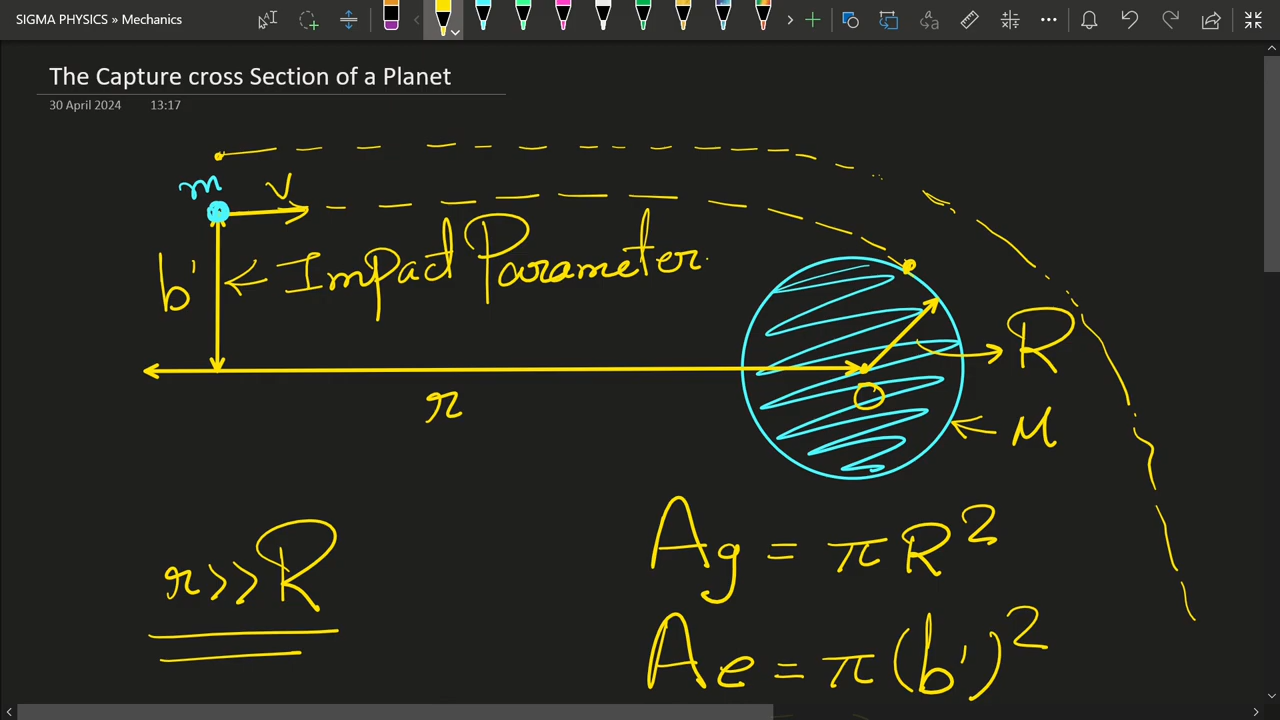 SIGMA PHYSICS » Mechanics
The Capture cross Section of a Planet
30 April 2024 13:17
m
v
b' ← Impact Parameter
R
r
O
M
r>>R
Ag = πR²
Ae = π(b')²